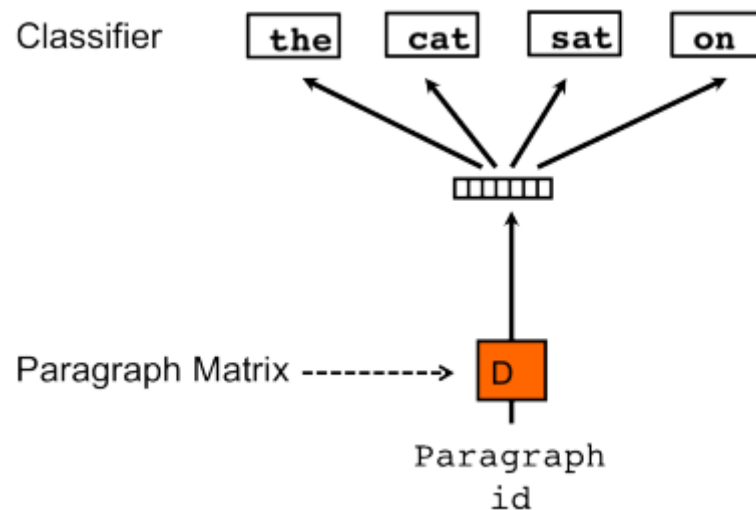 Classifier the cat sat on
Paragraph Matrix D
Paragraph
id